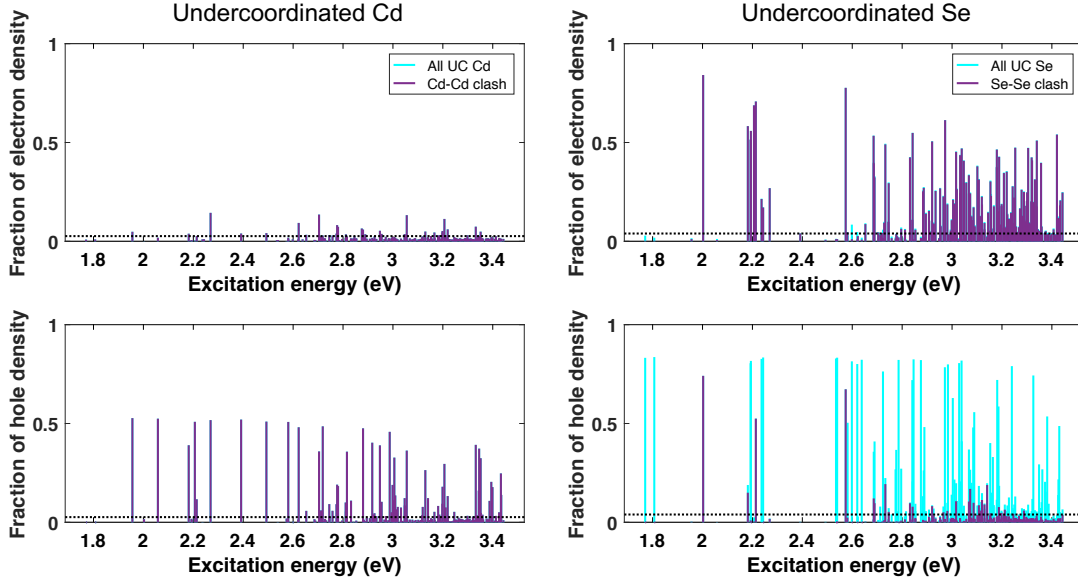 Undercoordinated Cd
Undercoordinated Se
Fraction of electron density
1
0.5
0
All UC Cd
Cd-Cd clash
1.8 2 2.2 2.4 2.6 2.8 3 3.2 3.4
Excitation energy (eV)
Fraction of electron density
1
0.5
0
All UC Se
Se-Se clash
1.8 2 2.2 2.4 2.6 2.8 3 3.2 3.4
Excitation energy (eV)
Fraction of hole density
1
0.5
0
1.8 2 2.2 2.4 2.6 2.8 3 3.2 3.4
Excitation energy (eV)
Fraction of hole density
1
0.5
0
1.8 2 2.2 2.4 2.6 2.8 3 3.2 3.4
Excitation energy (eV)